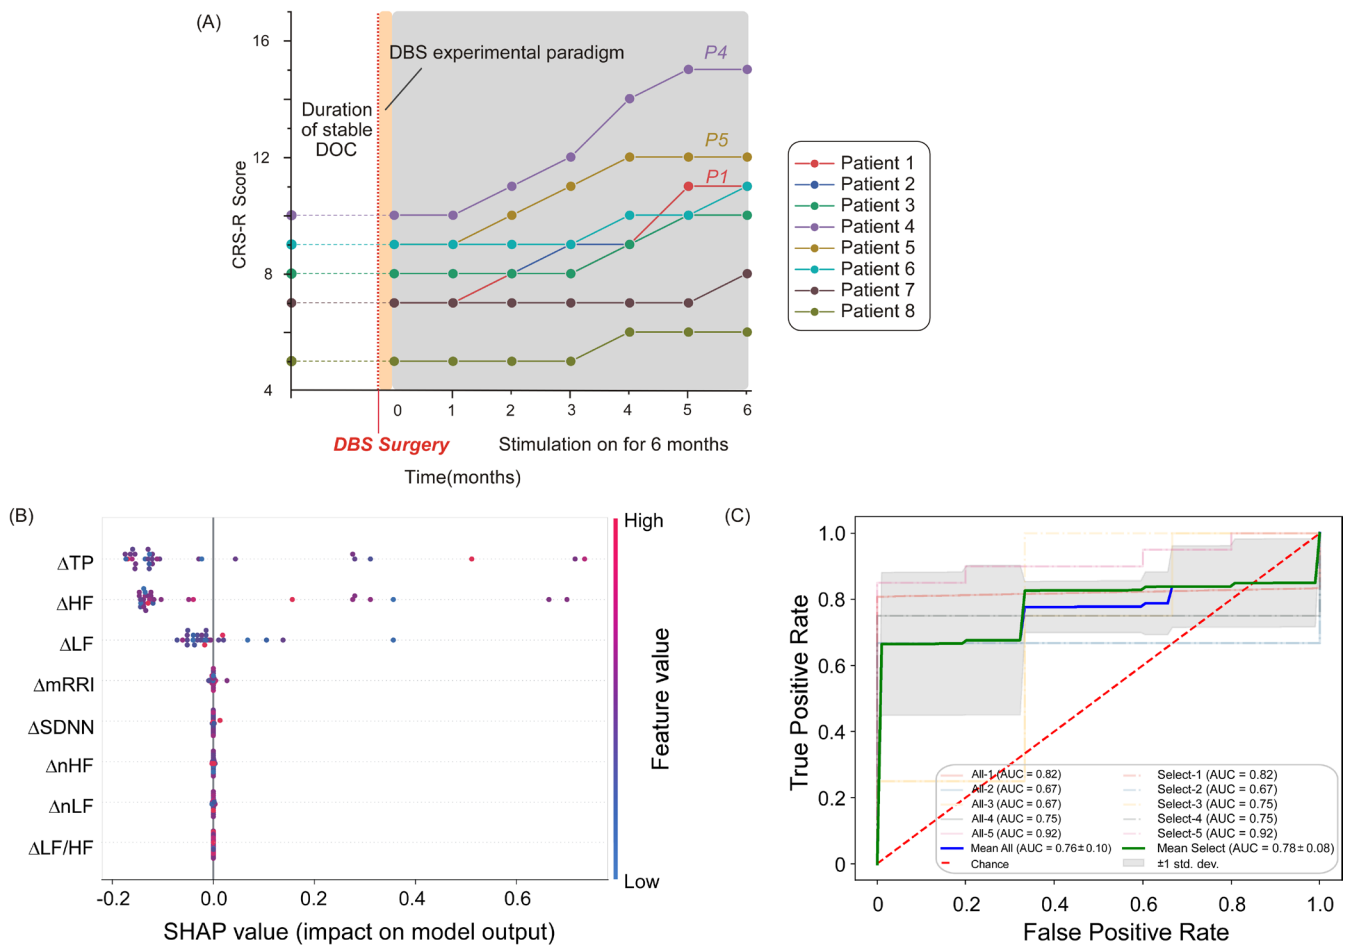 (A)
16
12
8
4
CRS-R Score
DBS experimental paradigm
Duration
of stable
DOC
P4
P5
P1
Patient 1
Patient 2
Patient 3
Patient 4
Patient 5
Patient 6
Patient 7
Patient 8
0 1 2 3 4 5 6
DBS Surgery
Stimulation on for 6 months
Time(months)
(B)
ΔTP
ΔHF
ΔLF
ΔmRRI
ΔSDNN
ΔnHF
ΔnLF
ΔLF/HF
High
Feature value
Low
-0.2 0.0 0.2 0.4 0.6
SHAP value (impact on model output)
(C)
1.0
0.8
0.6
0.4
0.2
0
True Positive Rate
All-1 (AUC = 0.82)
All-2 (AUC = 0.67)
All-3 (AUC = 0.67)
All-4 (AUC = 0.75)
All-5 (AUC = 0.92)
Mean All (AUC = 0.76±0.10)
Chance
Select-1 (AUC = 0.82)
Select-2 (AUC = 0.67)
Select-3 (AUC = 0.75)
Select-4 (AUC = 0.75)
Select-5 (AUC = 0.92)
Mean Select (AUC = 0.78±0.08)
±1 std. dev.
0 0.2 0.4 0.6 0.8 1.0
False Positive Rate